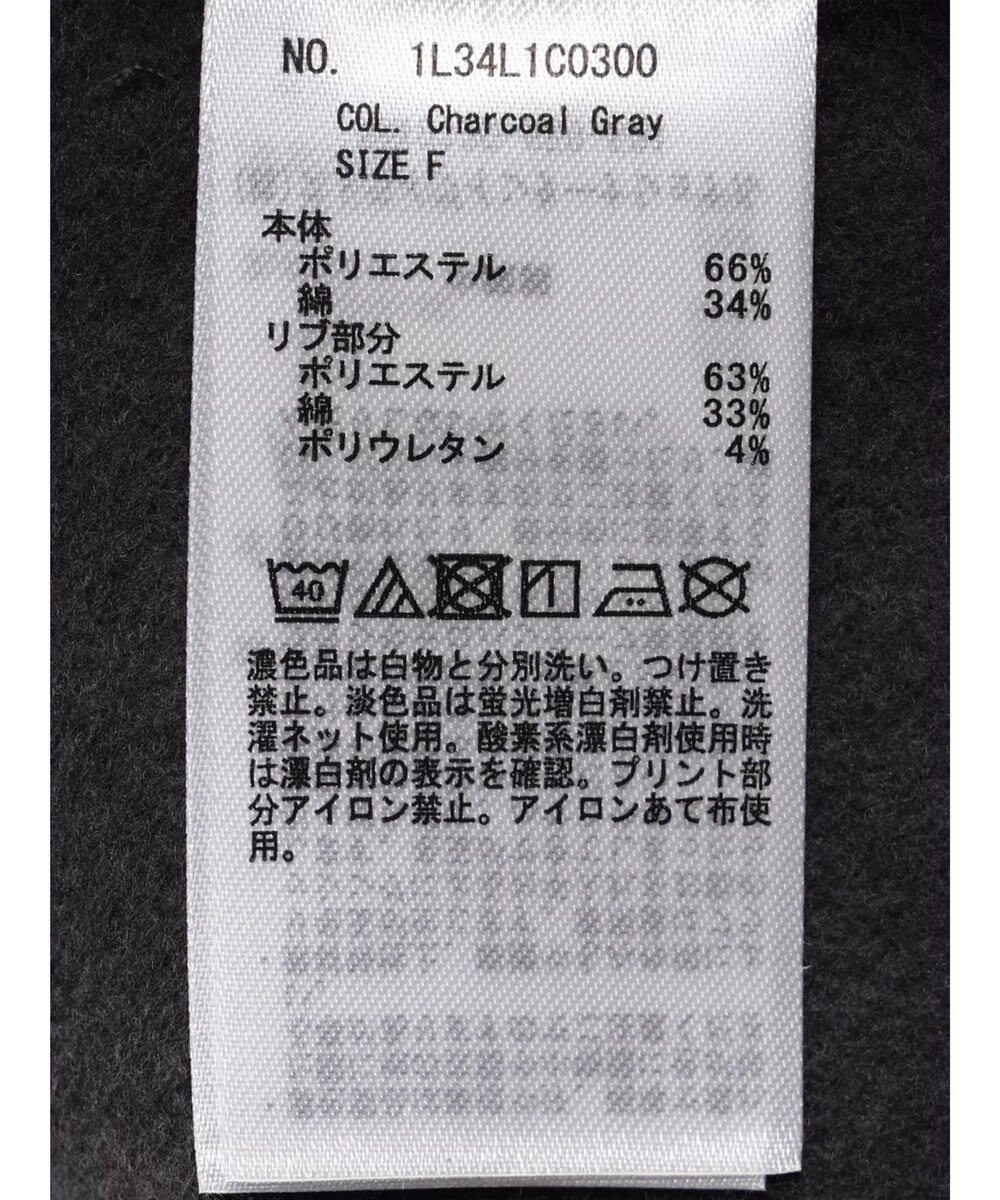 NO. 1L34L1C0300
COL. Charcoal Gray
SIZE F
本体
ポリエステル 66%
綿 34%
リブ部分
ポリエステル 63%
綿 33%
ポリウレタン 4%
40
濃色品は白物と分別洗い。つけ置き
禁止。淡色品は蛍光増白剤禁止。洗
濯ネット使用。酸素系漂白剤使用時
は漂白剤の表示を確認。プリント部
分アイロン禁止。アイロンあて布使
用。